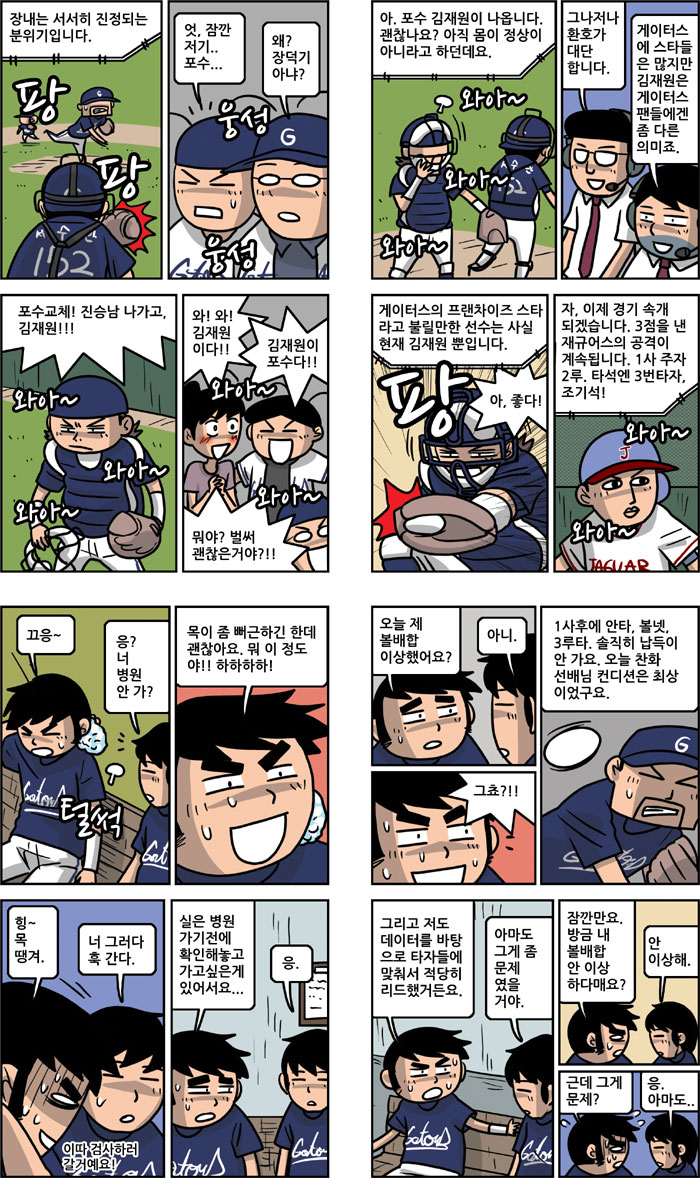 장내는 서서히 진정되는
분위기입니다.
팡
팡
152
엇, 잠깐
저기..
포수...
왜?
장덕기
아냐?
웅성
G
웅성
포수교체! 진승남 나가고,
김재원!!!
와아~
와아~
와아~
와! 와!
김재원
이다!!
김재원이
포수다!!
와아~
와아~
뭐야? 벌써
괜찮은거야?!!
아. 포수 김재원이 나옵니다.
괜찮나요? 아직 몸이 정상이
아니라고 하던데요.
와아~
와아~
와아~
152
그나저나
환호가
대단
합니다.
게이터스
에 스타들
은 많지만
김재원은
게이터스
팬들에겐
좀 다른
의미죠.
게이터스의 프랜차이즈 스타
라고 불릴만한 선수는 사실
현재 김재원 뿐입니다.
팡
아, 좋다!
자, 이제 경기 속개
되겠습니다. 3점을 낸
재규어스의 공격이
계속됩니다. 1사 주자
2루. 타석엔 3번타자,
조기석!
와아~
J
와아~
JAGUAR
끄응~
응?
너
병원
안 가?
Gators
털썩
목이 좀 뻐근하긴 한데
괜찮아요. 뭐 이 정도
야!! 하하하하!
힝~
목
땡겨.
너 그러다
훅 간다.
이따 검사하러
갈거예요!
실은 병원
가기전에
확인해놓고
가고싶은게
있어서요...
응.
Gators
오늘 제
볼배합
이상했어요?
아니.
그쵸?!!
1사후에 안타, 볼넷,
3루타. 솔직히 납득이
안 가요. 오늘 찬화
선배님 컨디션은 최상
이었구요.
G
그리고 저도
데이터를 바탕
으로 타자들에
맞춰서 적당히
리드했거든요.
아마도
그게 좀
문제
였을
거야.
Gators
잠깐만요.
방금 내
볼배합
안 이상
하다매요?
안
이상해.
근데 그게
문제?
응.
아마도..